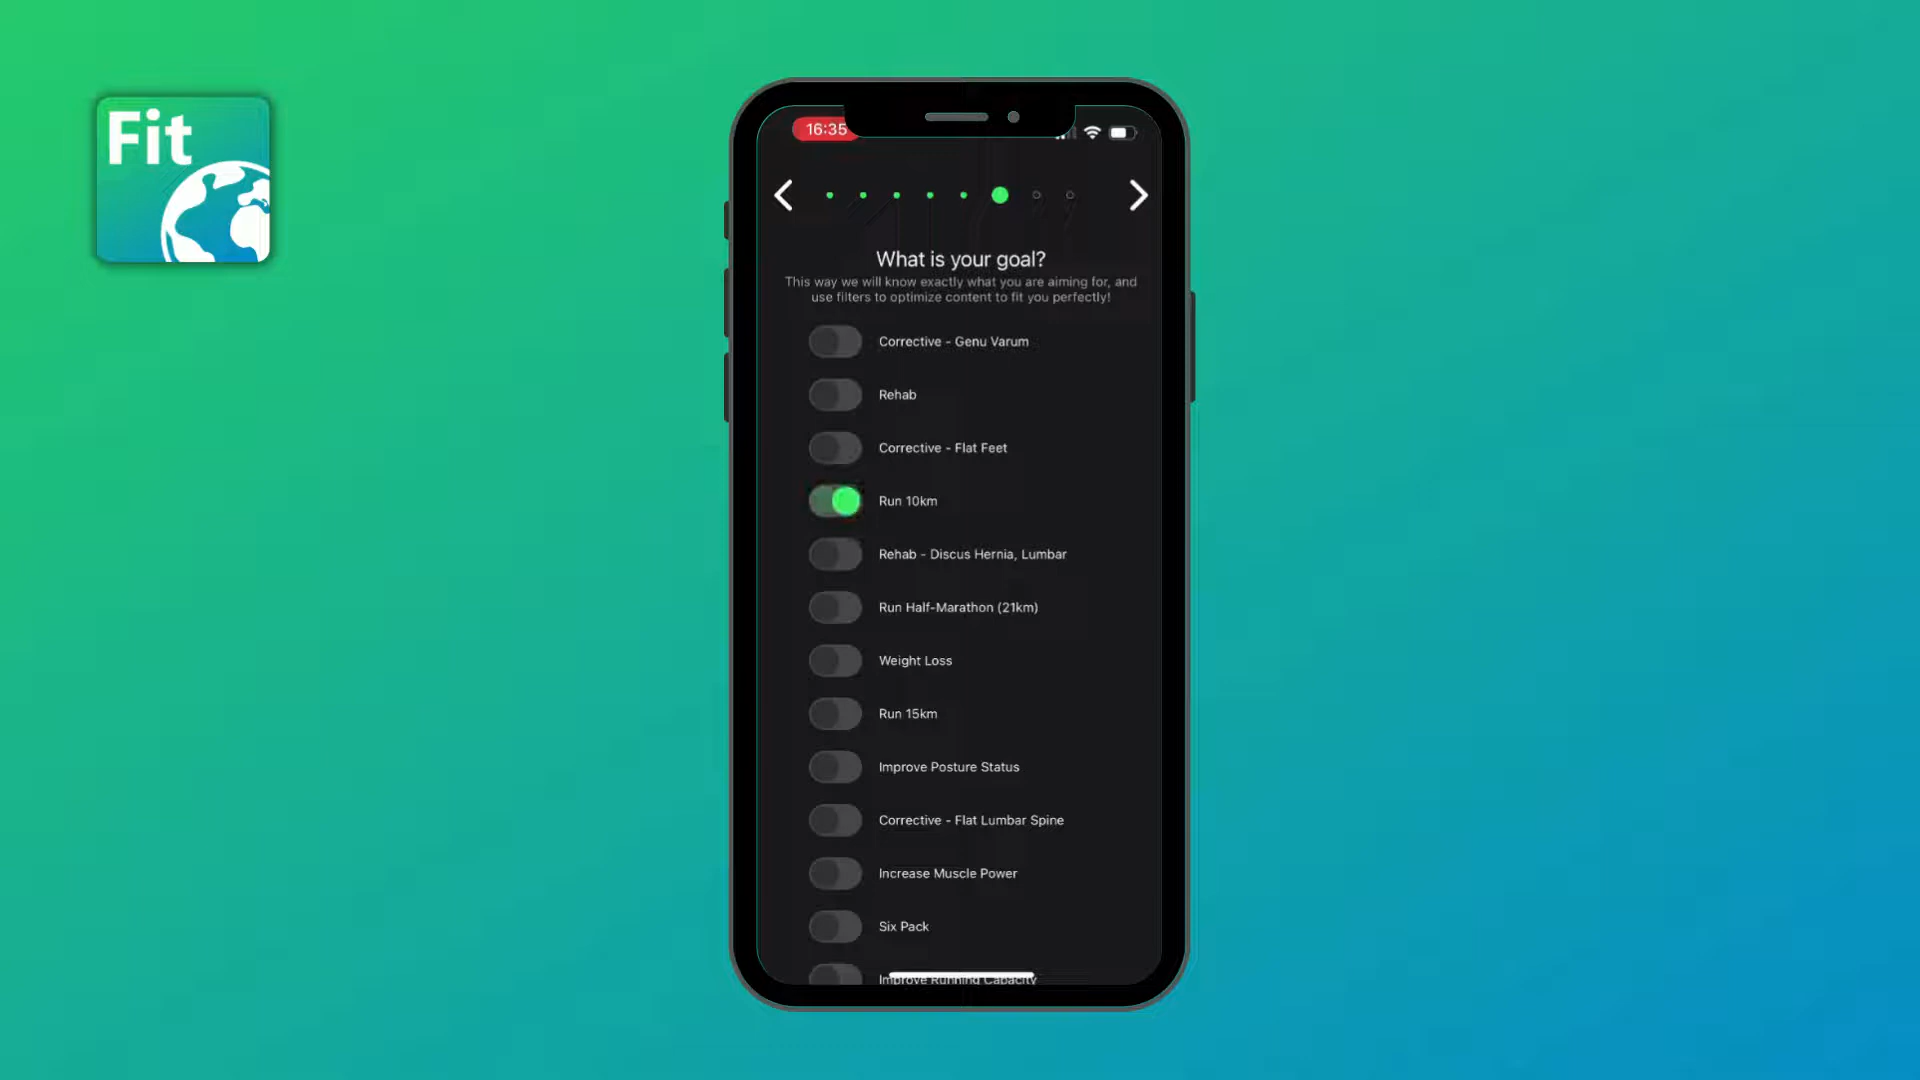 Fit
16:35
What is your goal?
This way we will know exactly what you are aiming for, and
use filters to optimize content to fit you perfectly!
Corrective - Genu Varum
Rehab
Corrective - Flat Feet
Run 10km
Rehab - Discus Hernia, Lumbar
Run Half-Marathon (21km)
Weight Loss
Run 15km
Improve Posture Status
Corrective - Flat Lumbar Spine
Increase Muscle Power
Six Pack
Improve Running Capacity